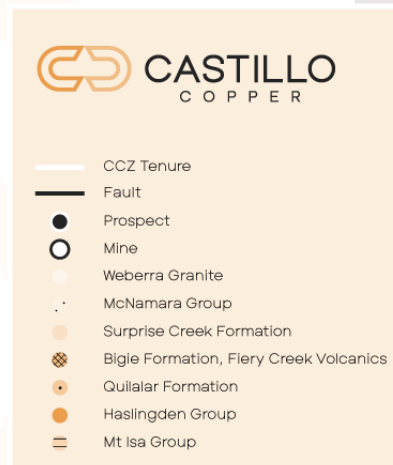 CASTILLO
COPPER
CCZ Tenure
Fault
Prospect
Mine
Weberra Granite
McNamara Group
Surprise Creek Formation
Bigie Formation, Fiery Creek Volcanics
Quilalar Formation
Haslingden Group
Mt Isa Group